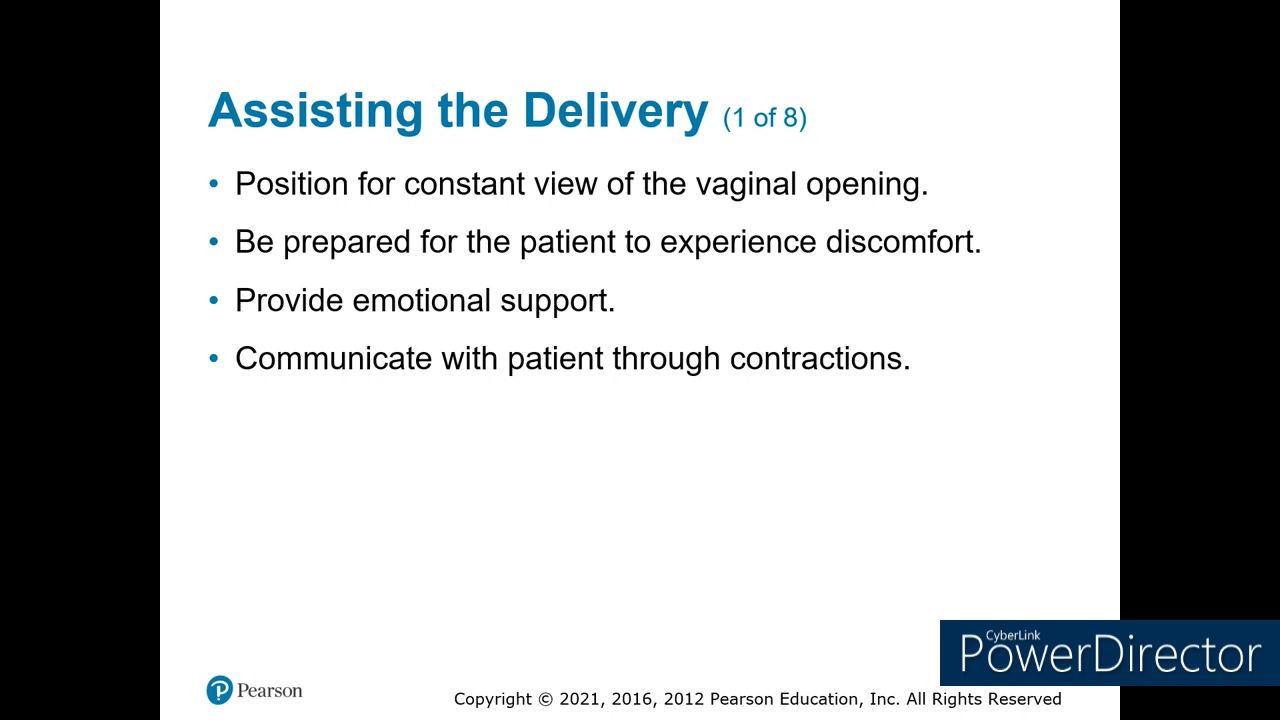 Assisting the Delivery (1 of 8)
• Position for constant view of the vaginal opening.
• Be prepared for the patient to experience discomfort.
• Provide emotional support.
• Communicate with patient through contractions.
CyberLink
PowerDirector
Pearson
Copyright © 2021, 2016, 2012 Pearson Education, Inc. All Rights Reserved